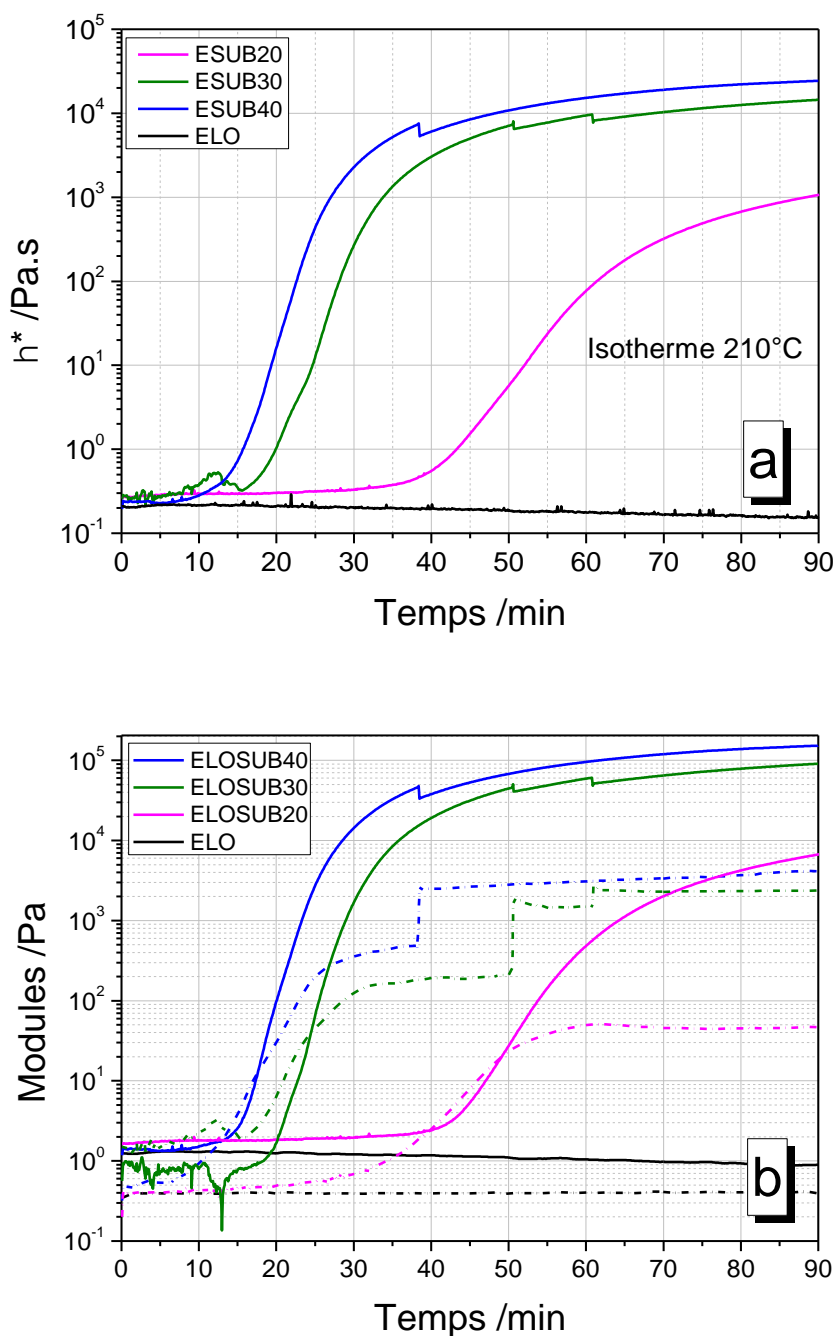 10^5
10^4
10^3
10^2
10^1
10^0
10^-1
h* /Pa.s
ESUB20
ESUB30
ESUB40
ELO
Isotherme 210°C
a
0 10 20 30 40 50 60 70 80 90
Temps /min
10^5
10^4
10^3
10^2
10^1
10^0
10^-1
Modules /Pa
ELOSUB40
ELOSUB30
ELOSUB20
ELO
b
0 10 20 30 40 50 60 70 80 90
Temps /min